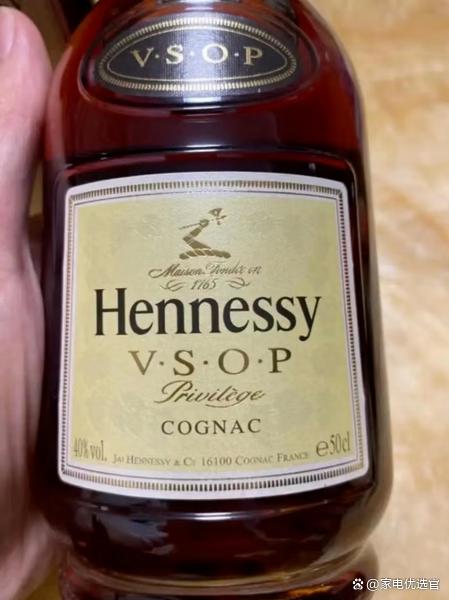 V·S·O·P
Maison Fondée en
1765
Hennessy
V·S·O·P
Privilège
COGNAC
40%vol.
JAS HENNESSY & Co 16100 COGNAC FRANCE
e50cl
@家电优选官